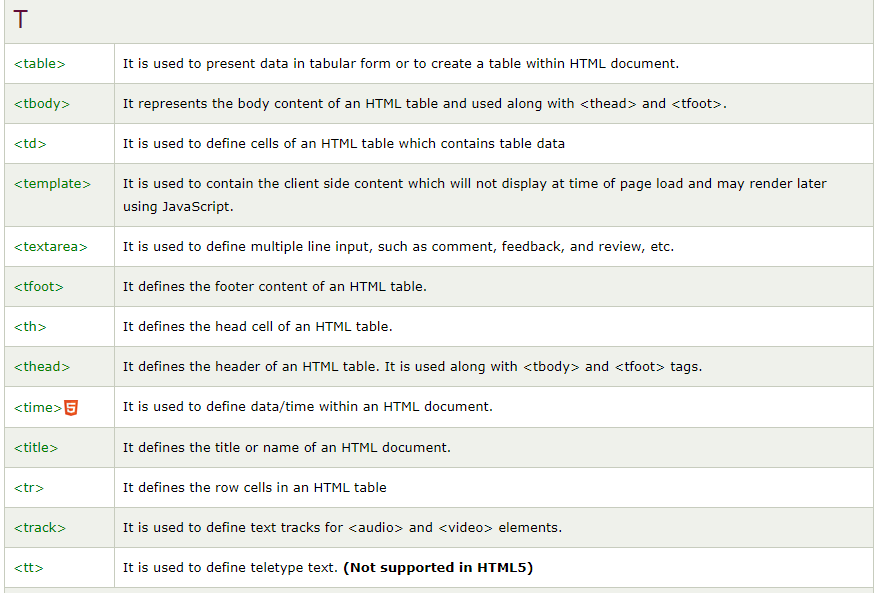 T
<table> It is used to present data in tabular form or to create a table within HTML document.
<tbody> It represents the body content of an HTML table and used along with <thead> and <tfoot>.
<td> It is used to define cells of an HTML table which contains table data
<template> It is used to contain the client side content which will not display at time of page load and may render later
using JavaScript.
<textarea> It is used to define multiple line input, such as comment, feedback, and review, etc.
<tfoot> It defines the footer content of an HTML table.
<th> It defines the head cell of an HTML table.
<thead> It defines the header of an HTML table. It is used along with <tbody> and <tfoot> tags.
<time>5 It is used to define data/time within an HTML document.
<title> It defines the title or name of an HTML document.
<tr> It defines the row cells in an HTML table
<track> It is used to define text tracks for <audio> and <video> elements.
<tt> It is used to define teletype text. (Not supported in HTML5)